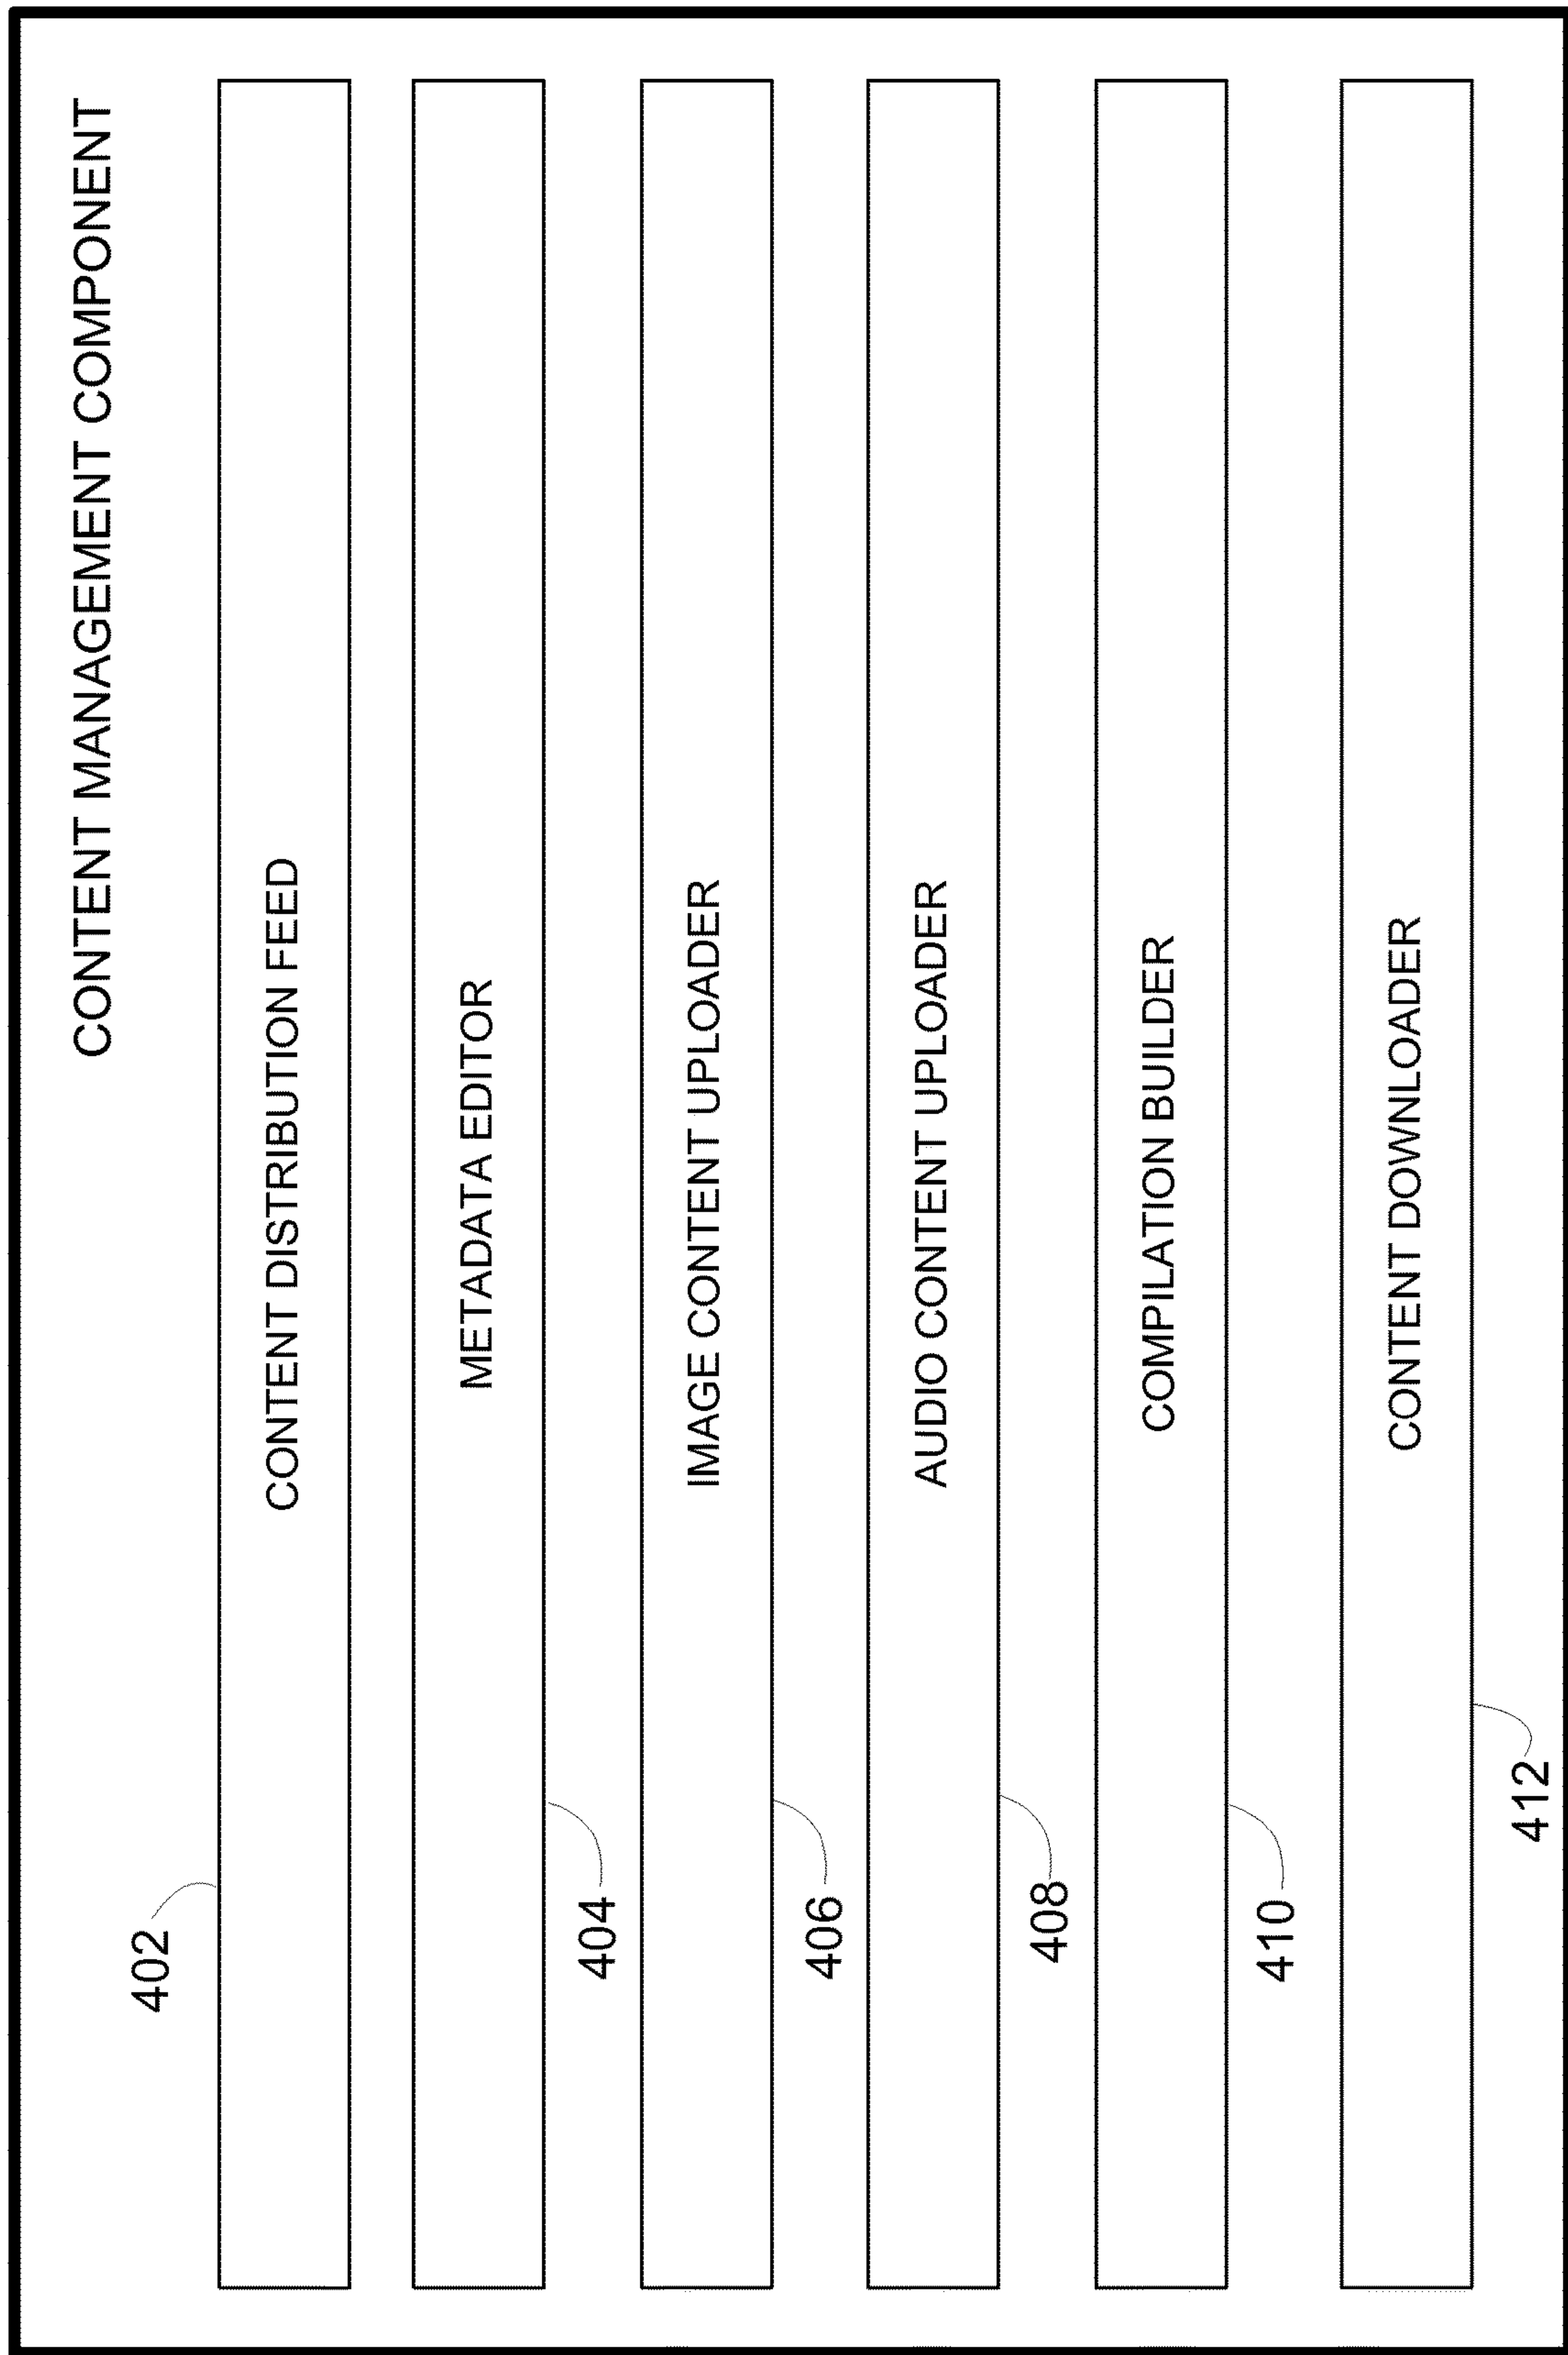 CONTENT MANAGEMENT COMPONENT
402
CONTENT DISTRIBUTION FEED
METADATA EDITOR
404
IMAGE CONTENT UPLOADER
406
AUDIO CONTENT UPLOADER
408
COMPILATION BUILDER
410
CONTENT DOWNLOADER
412